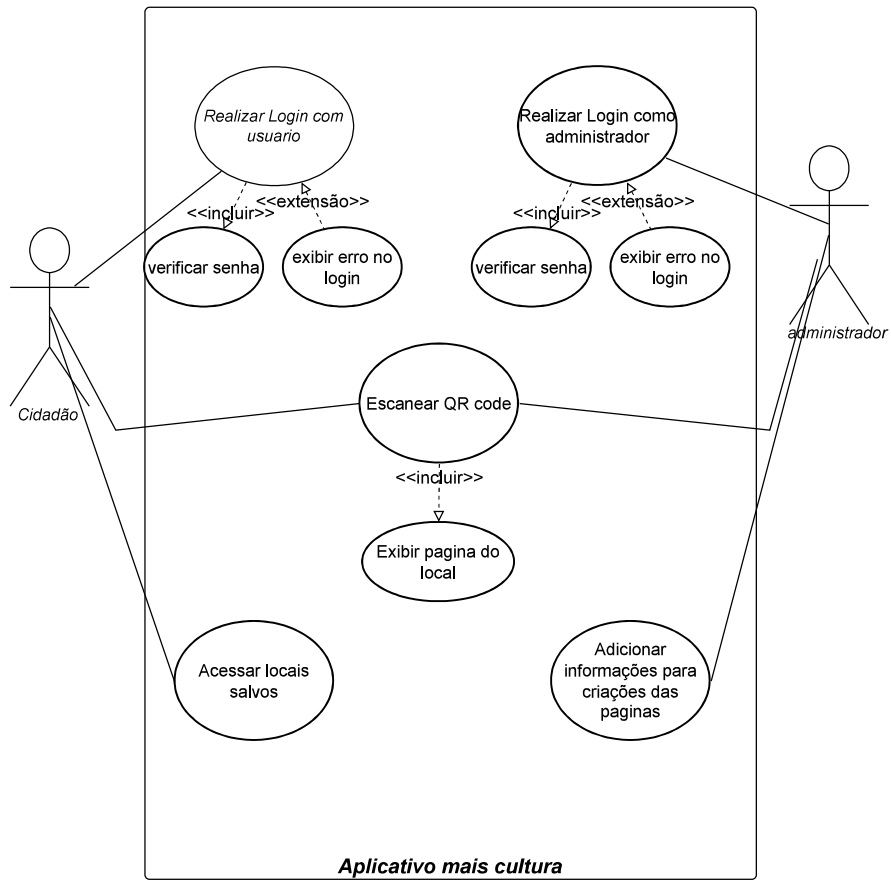 Realizar Login com
usuario
Realizar Login como
administrador
<<incluir>>
<<extensão>>
<<incluir>>
<<extensão>>
verificar senha
exibir erro no
login
verificar senha
exibir erro no
login
administrador
Cidadão
Escanear QR code
<<incluir>>
Exibir pagina do
local
Acessar locais
salvos
Adicionar
informações para
criações das
paginas
Aplicativo mais cultura